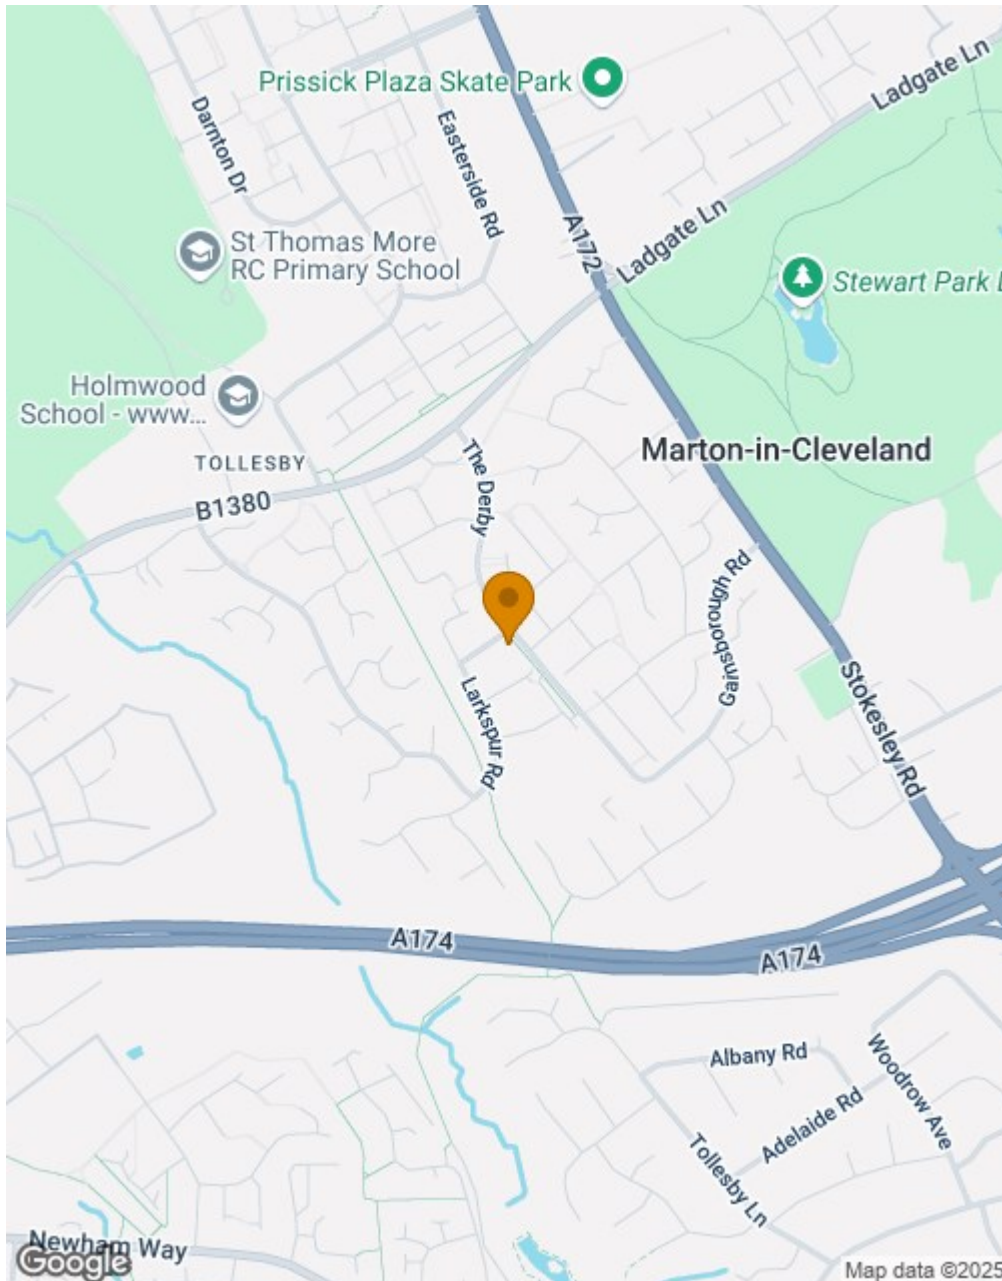 Prissick Plaza Skate Park
Ladgate Ln
Darnton Dr
Easterside Rd
A172
Ladgate Ln
St Thomas More
RC Primary School
Stewart Park
Holmwood
School - www...
Marton-in-Cleveland
TOLLESBY
The Derby
B1380
Gainsborough Rd
Larkspur Rd
Stokesley Rd
A174
A174
Albany Rd
Woodrow Ave
Adelaide Rd
Tollesby Ln
Newham Way
Google
Map data ©2025